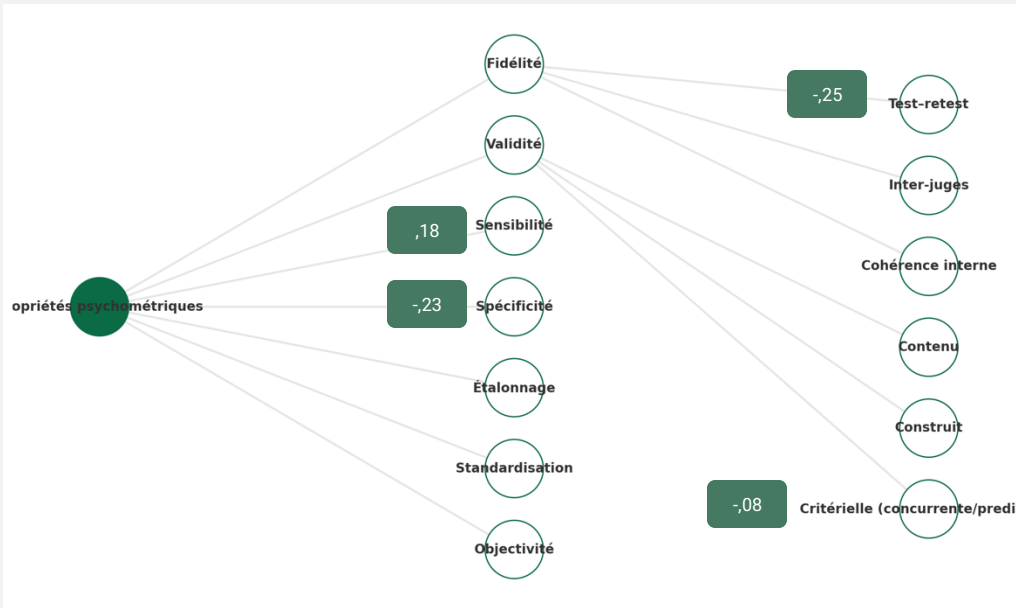 opriétés psychométriques
Fidélité
Validité
,18
Sensibilité
-,23
Spécificité
Étalonnage
Standardisation
Objectivité
-,25
Test–retest
Inter-juges
Cohérence interne
Contenu
Construit
-,08
Critérielle (concurrente/predi